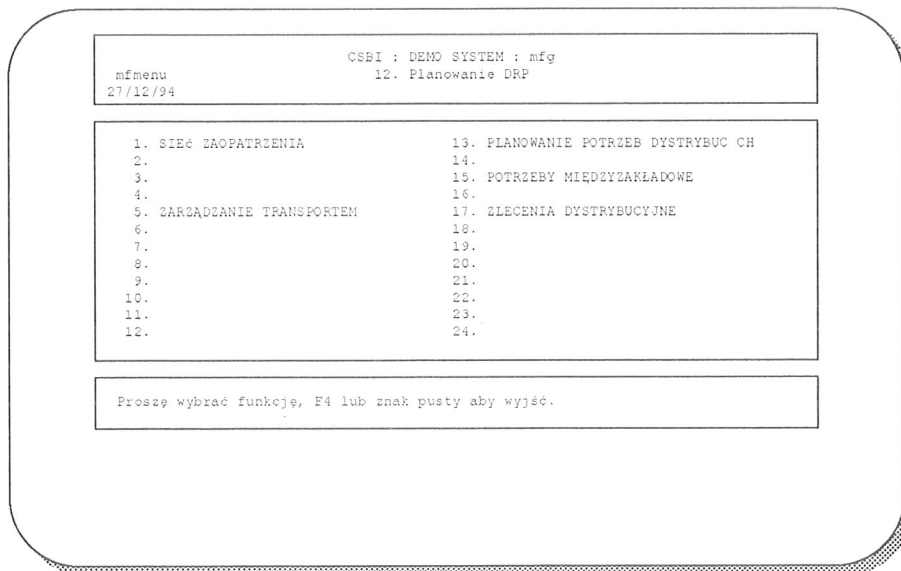 CSBI : DEMO SYSTEM : mfg
mfmenu 12. Planowanie DRP
27/12/94
1. SIEć ZAOPATRZENIA 13. PLANOWANIE POTRZEB DYSTRYBUC CH
2. 14.
3. 15. POTRZEBY MIĘDZYZAKŁADOWE
4. 16.
5. ZARZĄDZANIE TRANSPORTEM 17. ZLECENIA DYSTRYBUCYJNE
6. 18.
7. 19.
8. 20.
9. 21.
10. 22.
11. 23.
12. 24.
Proszę wybrać funkcję, F4 lub znak pusty aby wyjść.